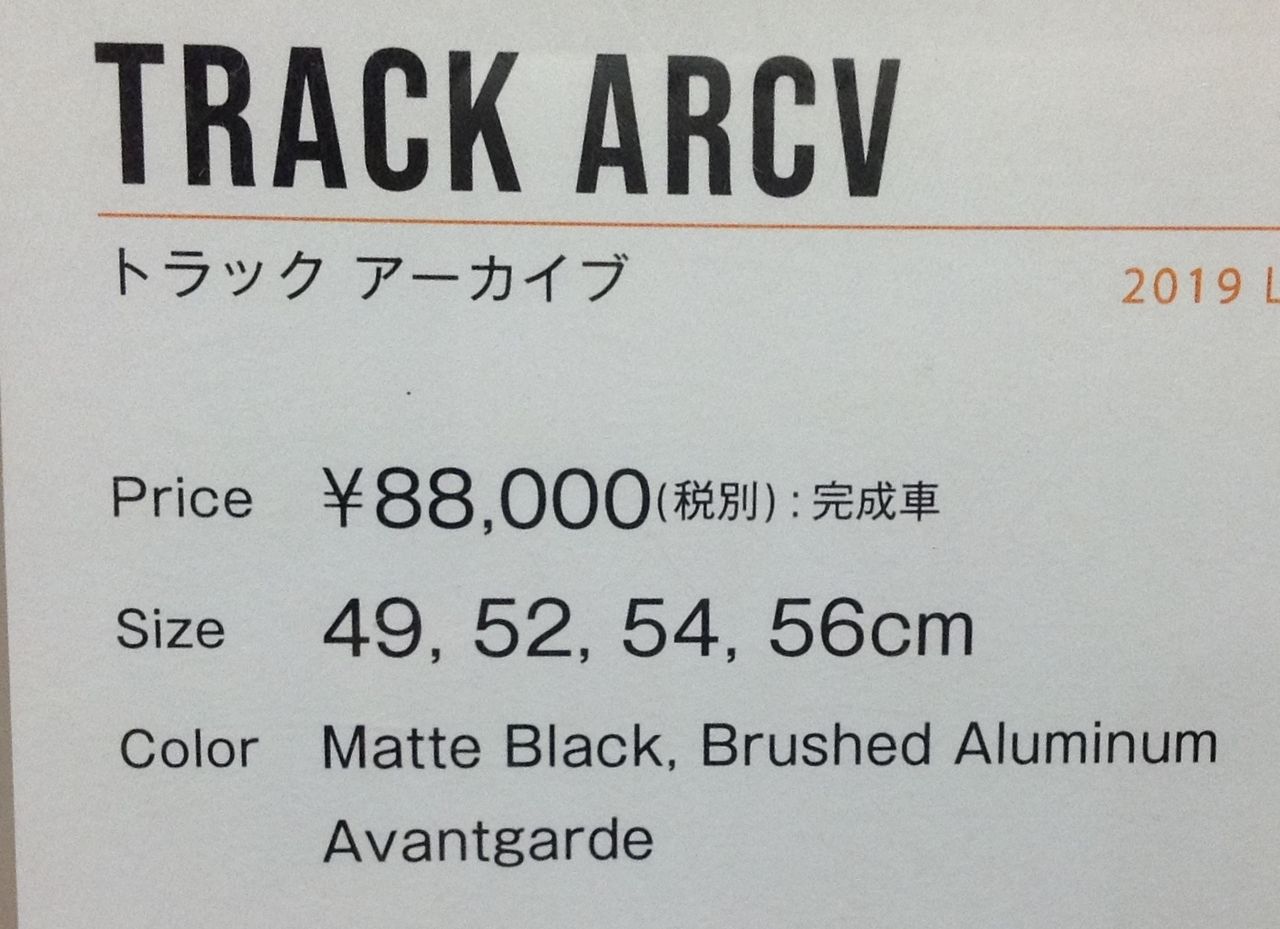 TRACK ARCV
トラック アーカイブ
2019
Price ¥88,000(税別) : 完成車
Size 49, 52, 54, 56cm
Color Matte Black, Brushed Aluminum
Avantgarde